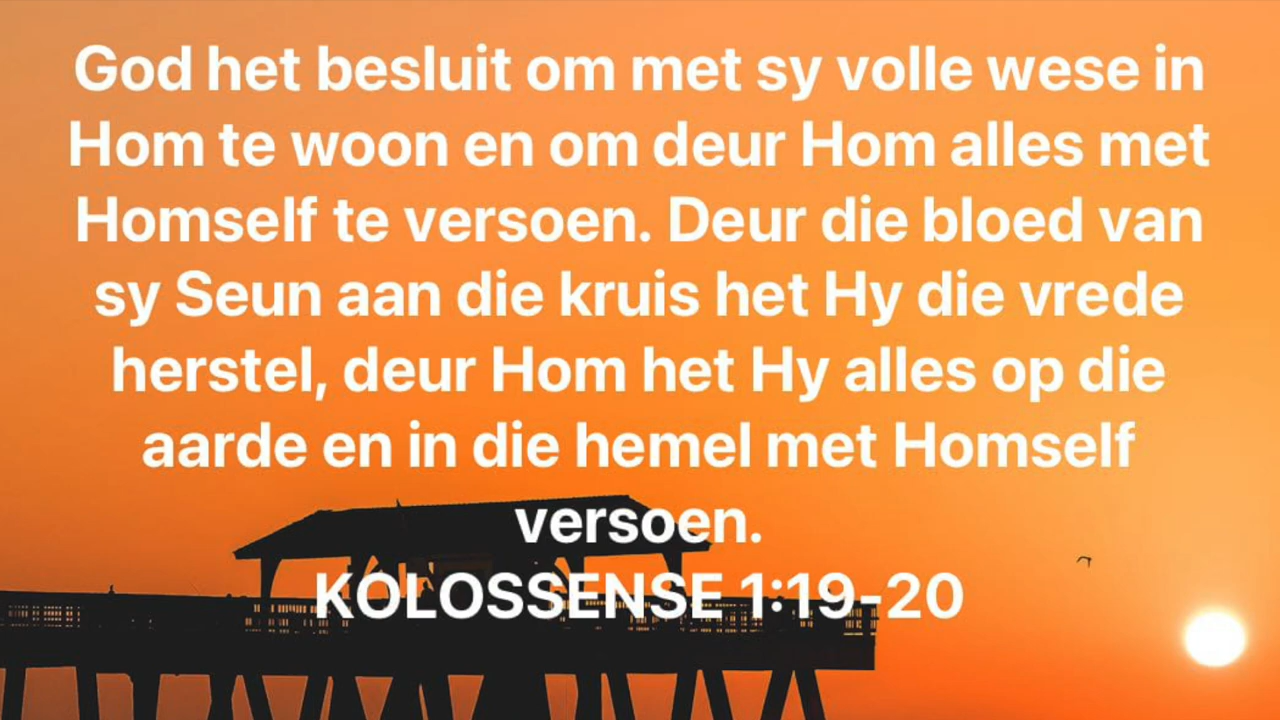 God het besluit om met sy volle wese in
Hom te woon en om deur Hom alles met
Homself te versoen. Deur die bloed van
sy Seun aan die kruis het Hy die vrede
herstel, deur Hom het Hy alles op die
aarde en in die hemel met Homself
versoen.
KOLOSSENSE 1:19-20